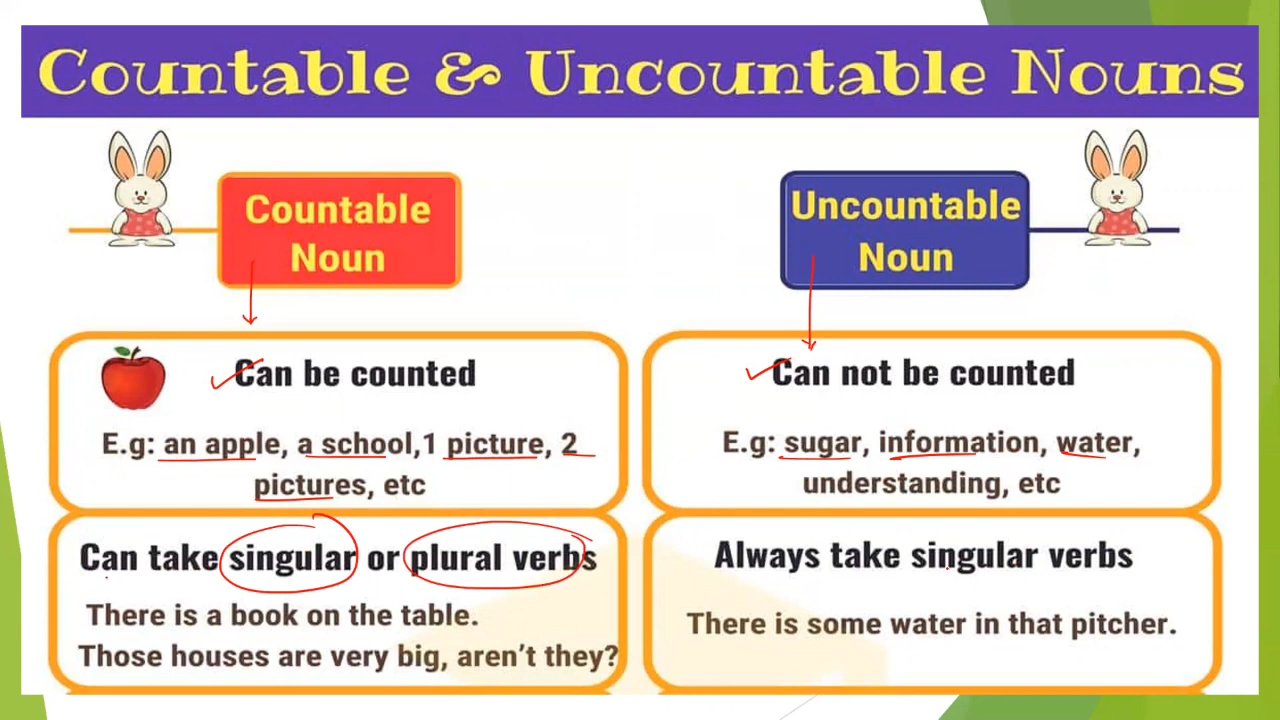 Countable & Uncountable Nouns
Countable
Noun
Uncountable
Noun
Can be counted
E.g: an apple, a school,1 picture, 2
pictures, etc
Can not be counted
E.g: sugar, information, water,
understanding, etc
Can take singular or plural verbs
There is a book on the table.
Those houses are very big, aren't they?
Always take singular verbs
There is some water in that pitcher.